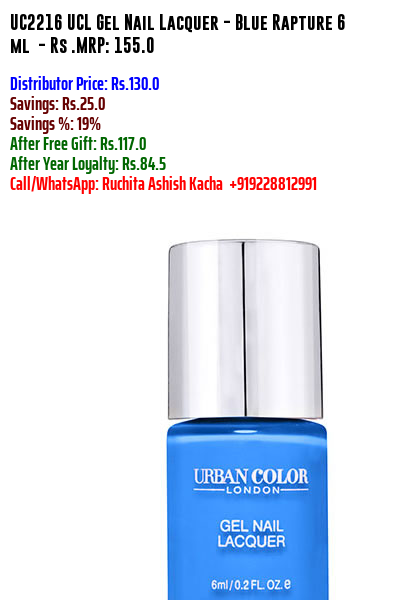 UC2216 UCL Gel Nail Lacquer - Blue Rapture 6
ml - Rs .MRP: 155.0
Distributor Price: Rs.130.0
Savings: Rs.25.0
Savings %: 19%
After Free Gift: Rs.117.0
After Year Loyalty: Rs.84.5
Call/WhatsApp: Ruchita Ashish Kacha +919228812991
URBAN COLOR
LONDON
GEL NAIL
LACQUER
6ml/0.2 FL. OZ. e